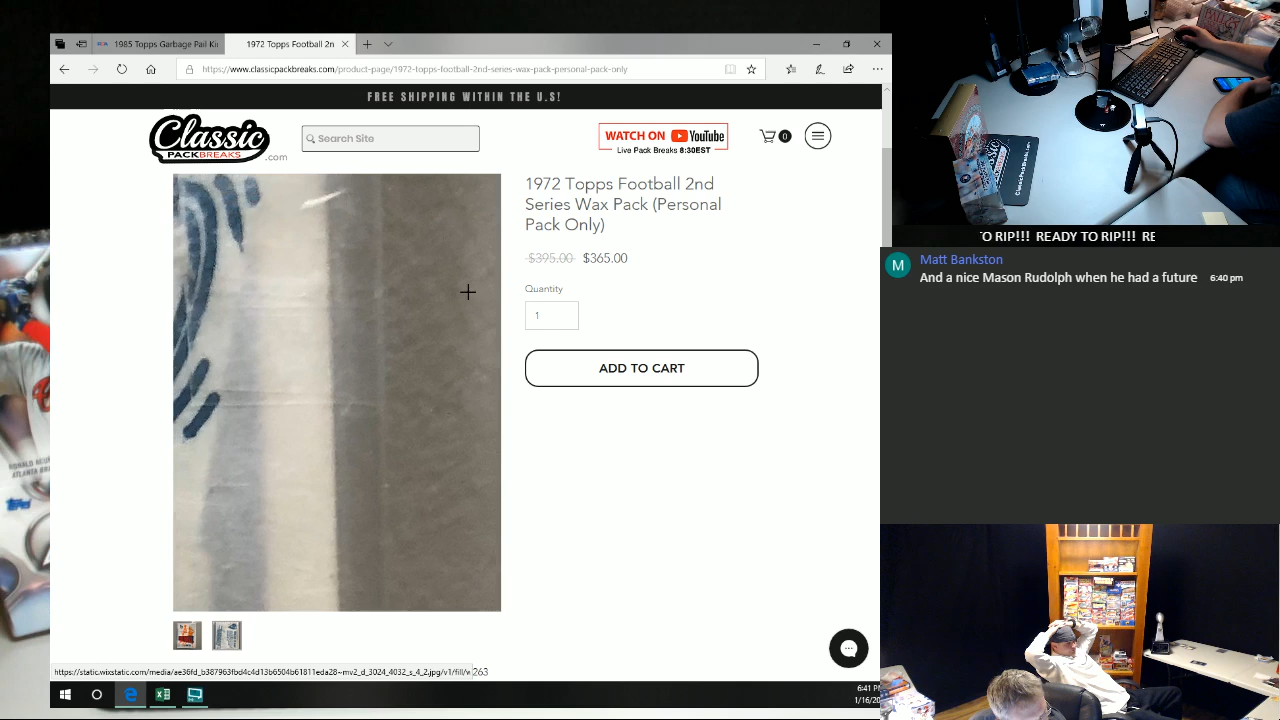 1985 Topps Garbage Pail Ki
1972 Topps Football 2n
https://www.classicpackbreaks.com/product-page/1972-topps-football-2nd-series-wax-pack-personal-pack-only
FREE SHIPPING WITHIN THE U.S!
Classic
PACKBREAKS
.com
Search Site
WATCH ON YouTube
Live Pack Breaks 8:30EST
0
1972 Topps Football 2nd
Series Wax Pack (Personal
Pack Only)
$395.00 $365.00
Quantity
1
ADD TO CART
https://static.wixstatic.com/media/ae36fd_b387963fbd4c4d13b6504b61811eda28~mv2_d_3024_4032_s_4_2.jpg/v1/fill/w
263
6:41 PM
1/16/20
O RIP!!! READY TO RIP!!! RE
M
Matt Bankston
And a nice Mason Rudolph when he had a future 6:40 pm